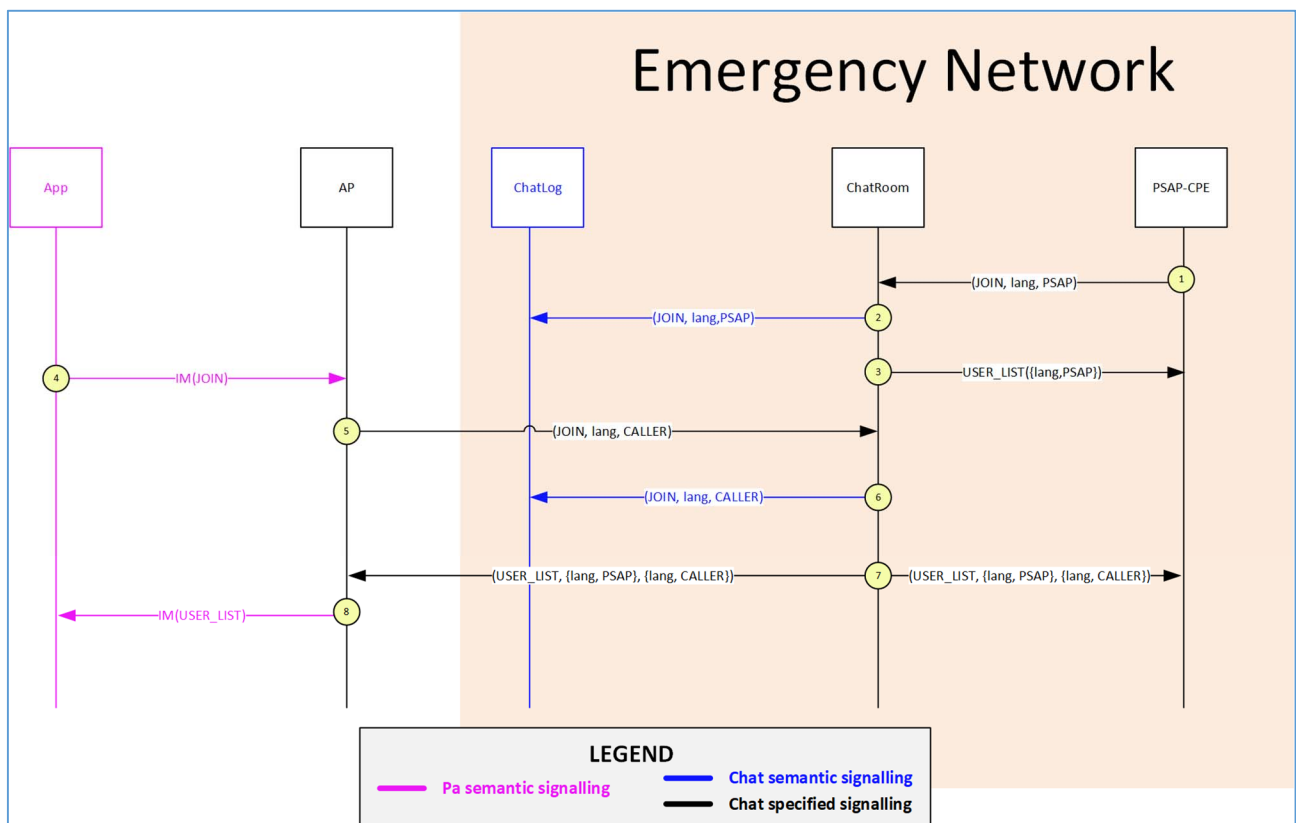 Emergency Network
App
AP
ChatLog
ChatRoom
PSAP-CPE
1
(JOIN, lang, PSAP)
2
(JOIN, lang,PSAP)
3
USER_LIST({lang,PSAP})
4
IM(JOIN)
5
(JOIN, lang, CALLER)
6
(JOIN, lang, CALLER)
(USER_LIST, {lang, PSAP}, {lang, CALLER})
7
(USER_LIST, {lang, PSAP}, {lang, CALLER})
IM(USER_LIST)
8
LEGEND
Pa semantic signalling
Chat semantic signalling
Chat specified signalling